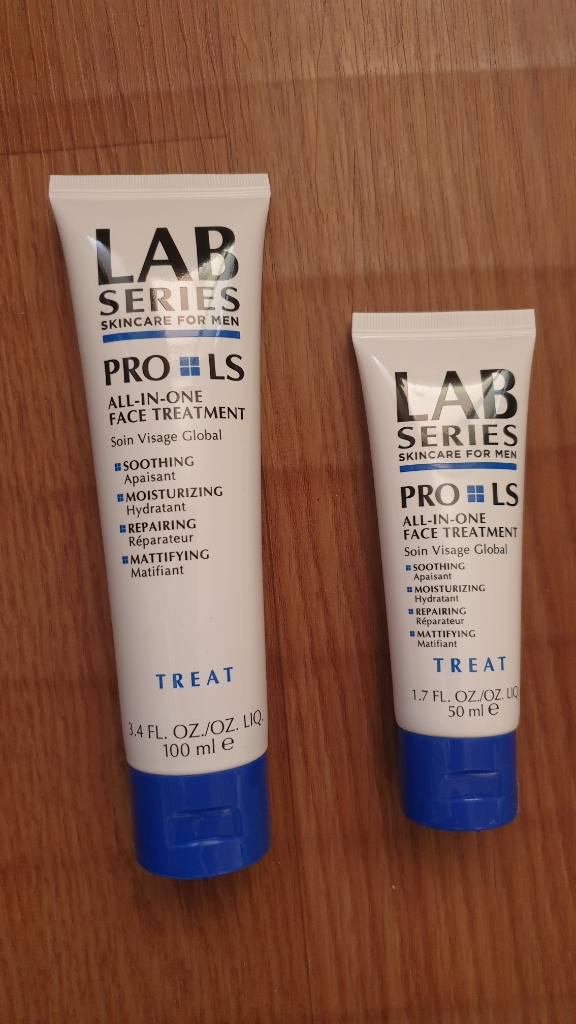 LAB
SERIES
SKINCARE FOR MEN
PRO LS
ALL-IN-ONE
FACE TREATMENT
Soin Visage Global
SOOTHING
Apaisant
MOISTURIZING
Hydratant
REPAIRING
Réparateur
MATTIFYING
Matifiant
TREAT
3.4 FL. OZ./OZ. LIQ.
100 ml e
LAB
SERIES
SKINCARE FOR MEN
PRO LS
ALL-IN-ONE
FACE TREATMENT
Soin Visage Global
SOOTHING
Apaisant
MOISTURIZING
Hydratant
REPAIRING
Réparateur
MATTIFYING
Matifiant
TREAT
1.7 FL. OZ./OZ. LIQ
50 ml e